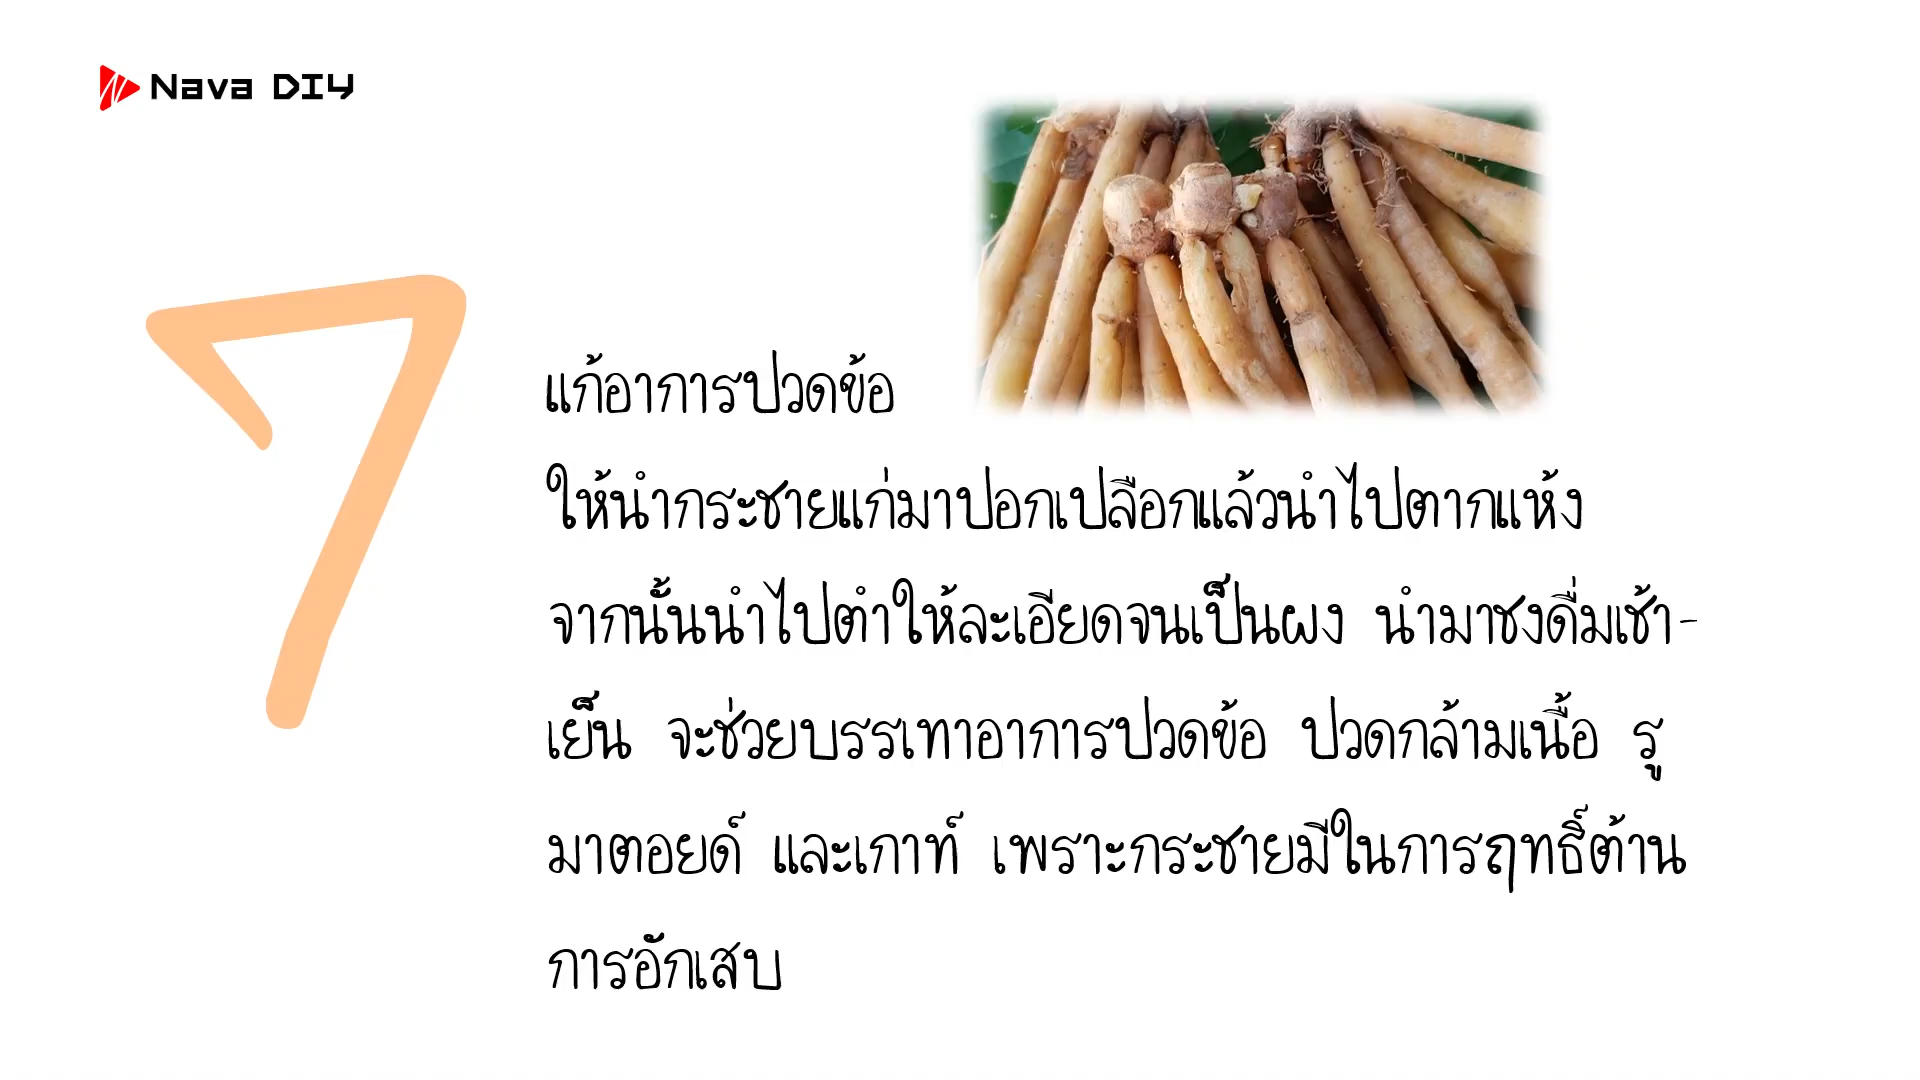 Nava DIY
7
แก้อาการปวดข้อ
ให้นำกระชายแก่มาปอกเปลือกแล้วนำไปตากแห้ง
จากนั้นนำไปตำให้ละเอียดจนเป็นผง นำมาชงดื่มเช้า-
เย็น จะช่วยบรรเทาอาการปวดข้อ ปวดกล้ามเนื้อ รู
มาตอยด์ และเกาท์ เพราะกระชายมีในการฤทธิ์ต้าน
การอักเสบ